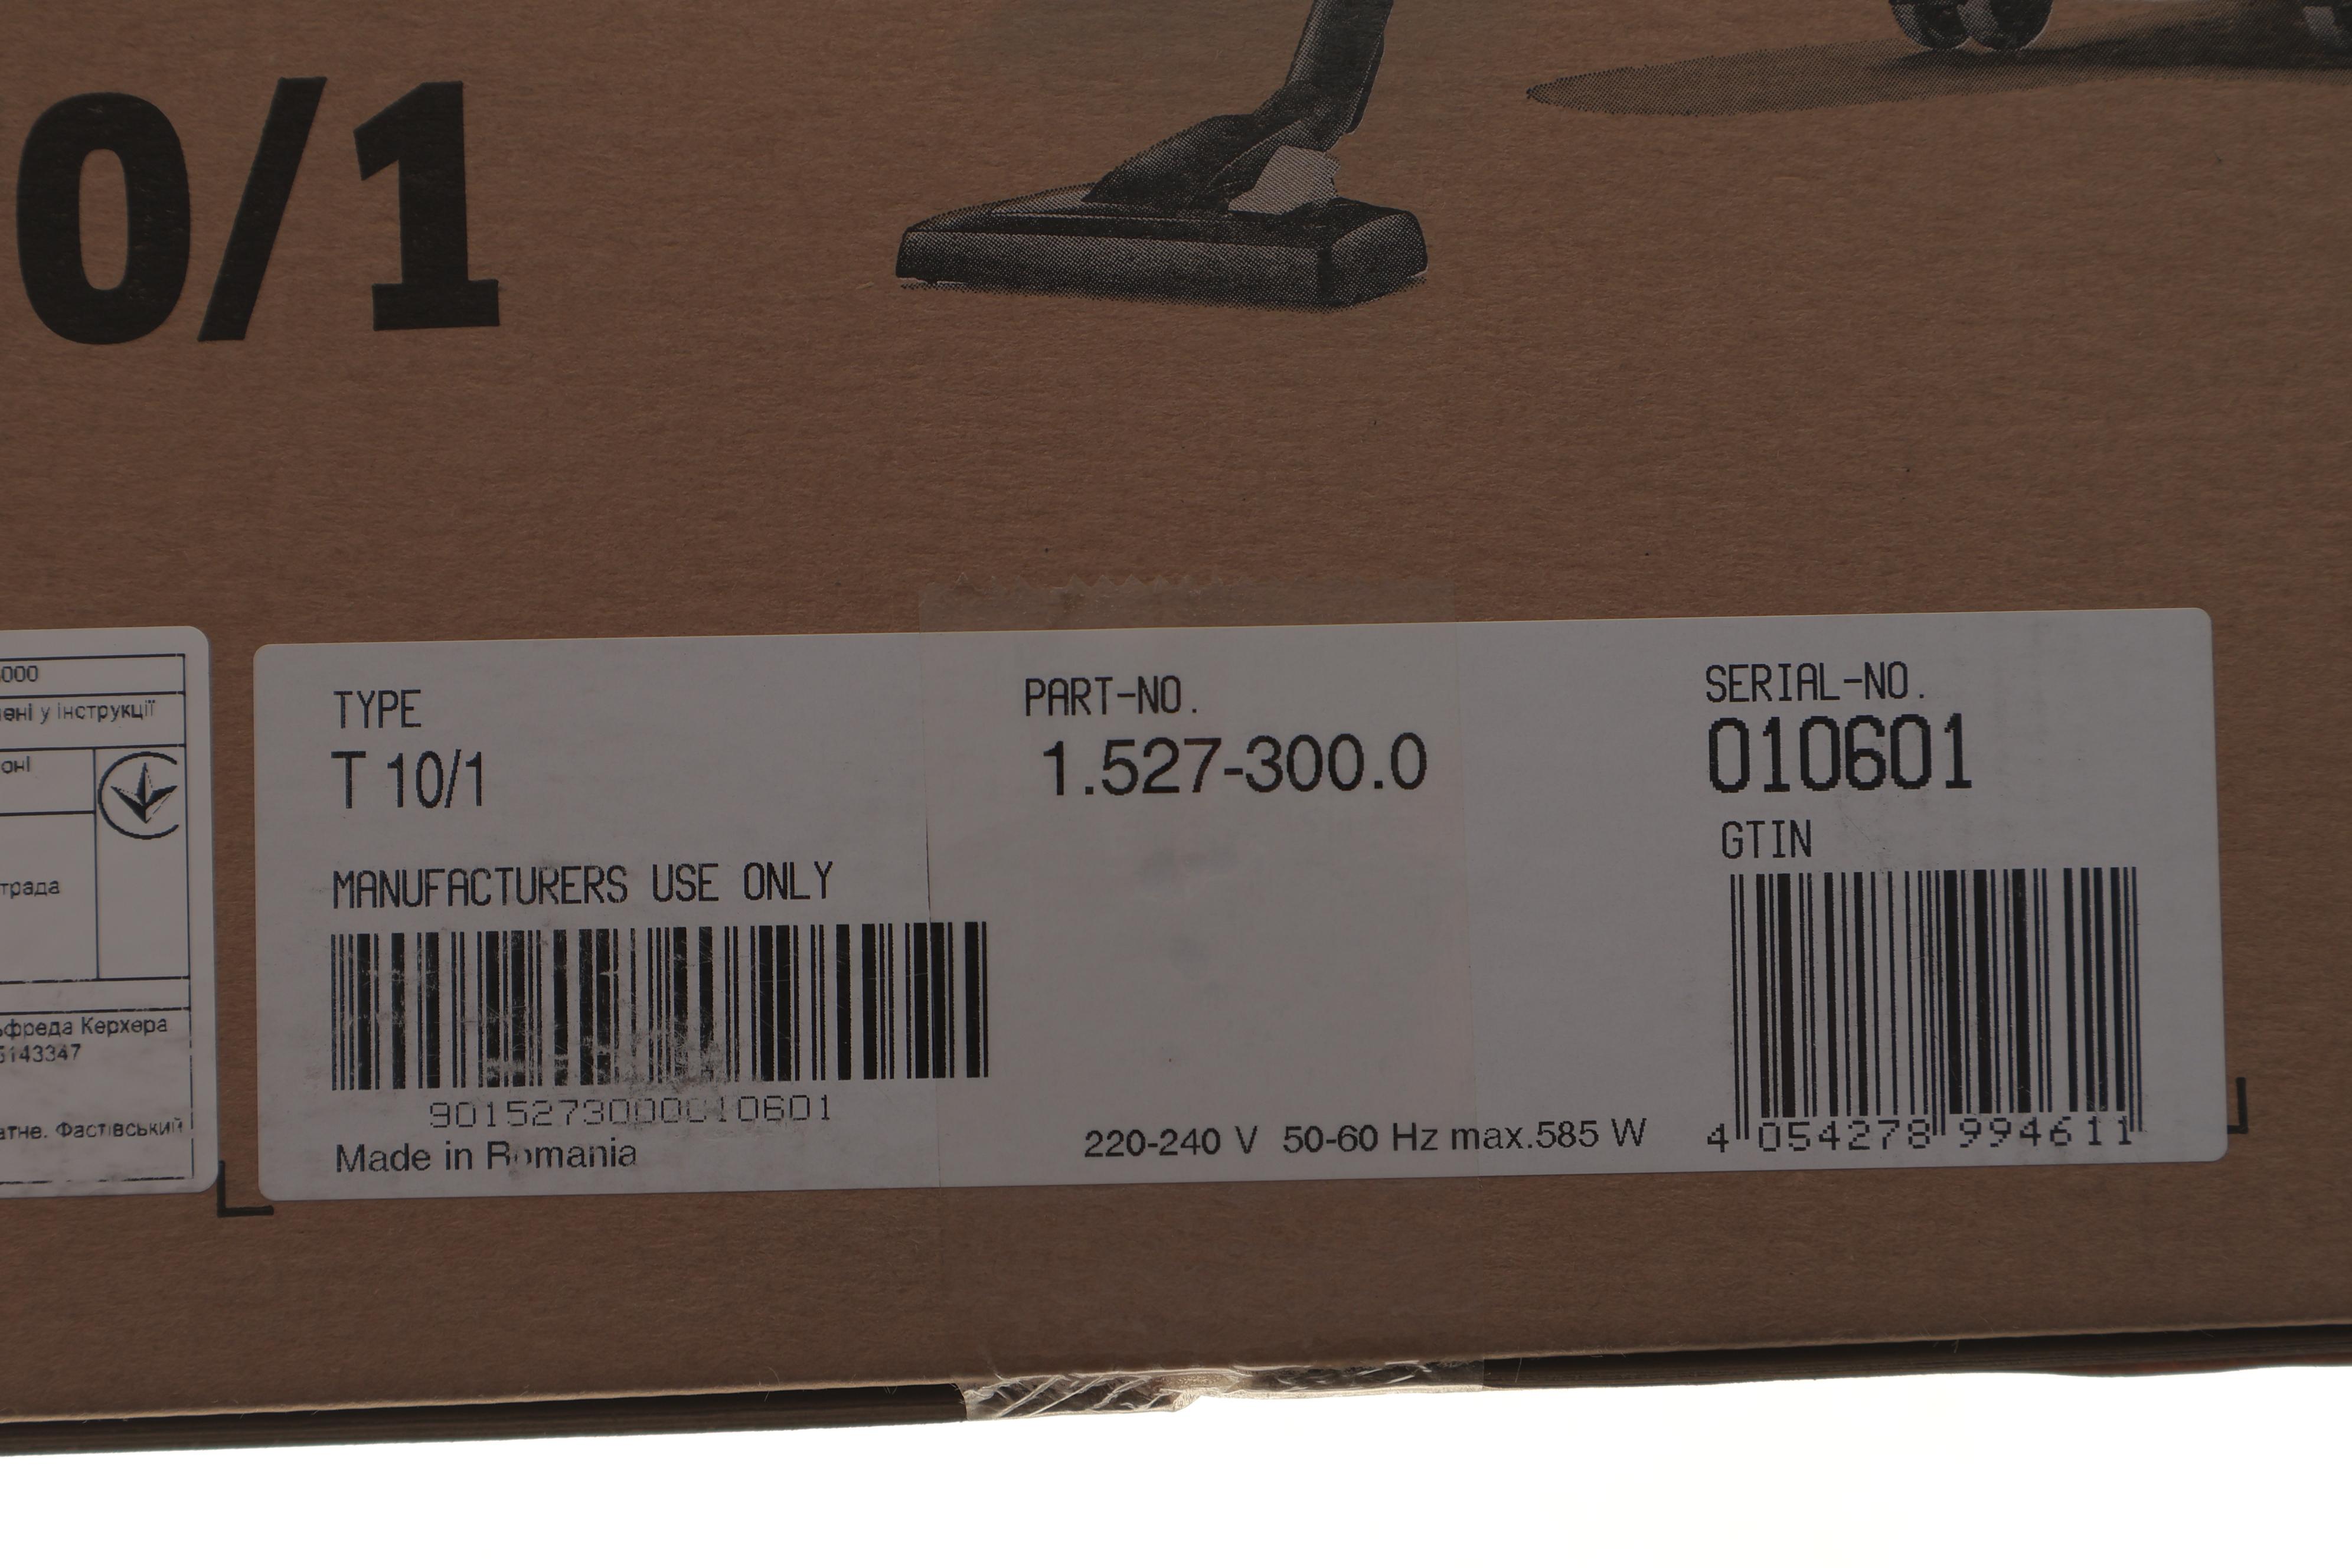 0/1
000
ені у інструкції
оні
трада
ьфреда Керхера
5143347
атне. Фастівський
TYPE
T 10/1
PART-NO.
1.527-300.0
SERIAL-NO.
010601
GTIN
MANUFACTURERS USE ONLY
9015273000010601
Made in Romania
220-240 V 50-60 Hz max.585 W
4 054278 994611